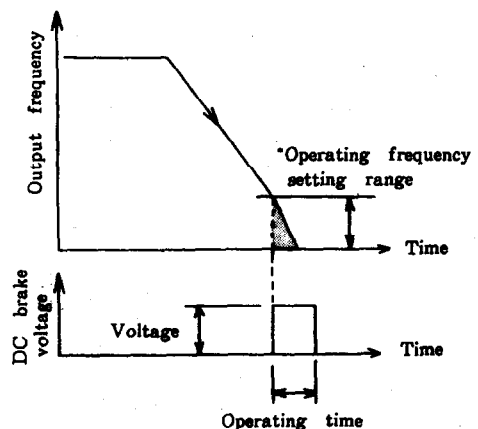 Output frequency
"Operating frequency
setting range
Time
DC brake
voltage
Voltage
Time
Operating time